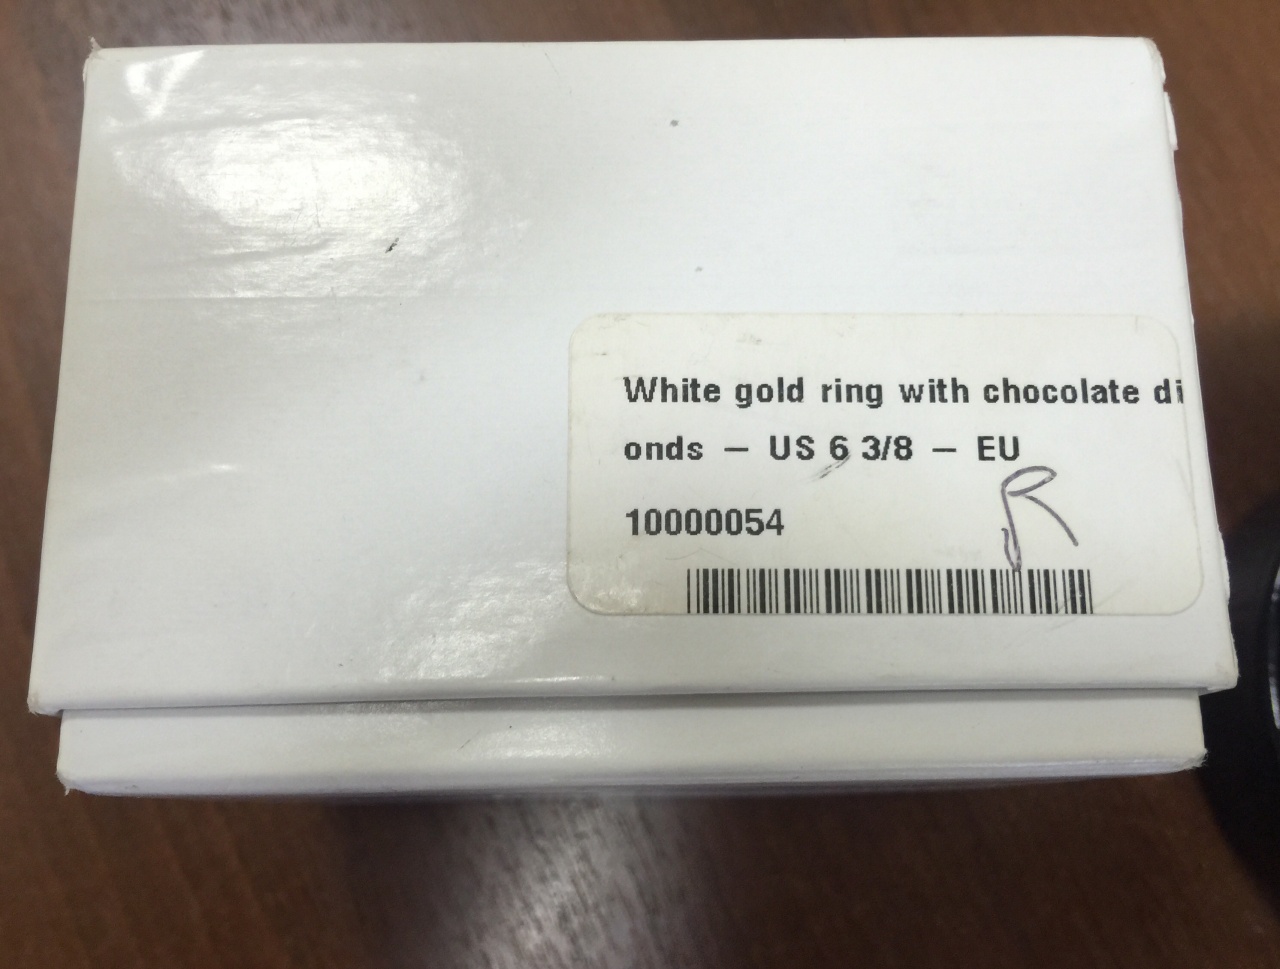 White gold ring with chocolate di
onds – US 6 3/8 – EU
R
10000054